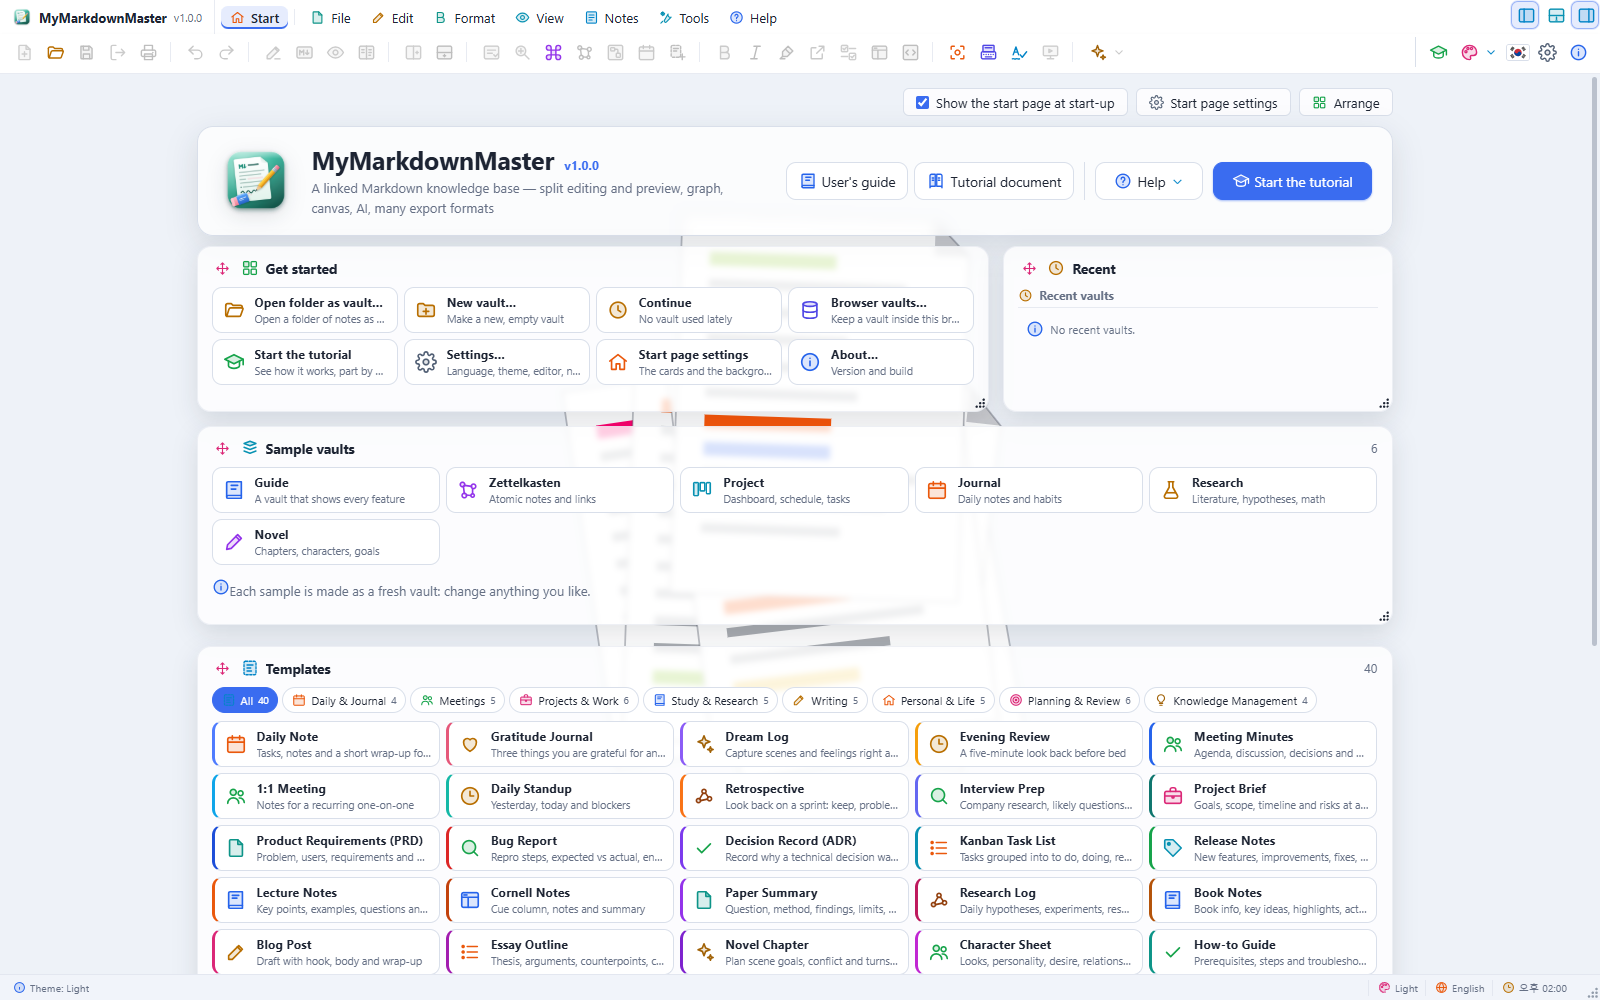 MyMarkdownMaster v1.0.0 Start File Edit Format View Notes Tools Help
Show the start page at start-up Start page settings Arrange
MyMarkdownMaster v1.0.0
A linked Markdown knowledge base — split editing and preview, graph,
canvas, AI, many export formats
User's guide Tutorial document Help Start the tutorial
Get started
Open folder as vault... New vault... Continue Browser vaults...
Open a folder of notes as ... Make a new, empty vault No vault used lately Keep a vault inside this br...
Start the tutorial Settings... Start page settings About...
See how it works, part by ... Language, theme, editor, n... The cards and the backgro... Version and build
Recent
Recent vaults
No recent vaults.
Sample vaults 6
Guide Zettelkasten Project Journal Research
A vault that shows every feature Atomic notes and links Dashboard, schedule, tasks Daily notes and habits Literature, hypotheses, math
Novel
Chapters, characters, goals
Each sample is made as a fresh vault: change anything you like.
Templates 40
All 40 Daily & Journal 4 Meetings 5 Projects & Work 6 Study & Research 5 Writing 5 Personal & Life 5 Planning & Review 6 Knowledge Management 4
Daily Note Gratitude Journal Dream Log Evening Review Meeting Minutes
Tasks, notes and a short wrap-up fo... Three things you are grateful for an... Capture scenes and feelings right a... A five-minute look back before bed Agenda, discussion, decisions and ...
1:1 Meeting Daily Standup Retrospective Interview Prep Project Brief
Notes for a recurring one-on-one Yesterday, today and blockers Look back on a sprint: keep, proble... Company research, likely questions... Goals, scope, timeline and risks at a...
Product Requirements (PRD) Bug Report Decision Record (ADR) Kanban Task List Release Notes
Problem, users, requirements and ... Repro steps, expected vs actual, en... Record why a technical decision wa... Tasks grouped into to do, doing, re... New features, improvements, fixes, ...
Lecture Notes Cornell Notes Paper Summary Research Log Book Notes
Key points, examples, questions an... Cue column, notes and summary Question, method, findings, limits, ... Daily hypotheses, experiments, res... Book info, key ideas, highlights, act...
Blog Post Essay Outline Novel Chapter Character Sheet How-to Guide
Draft with hook, body and wrap-up Thesis, arguments, counterpoints, c... Plan scene goals, conflict and turns... Looks, personality, desire, relations... Prerequisites, steps and troublesho...
Theme: Light Light English 오후 02:00